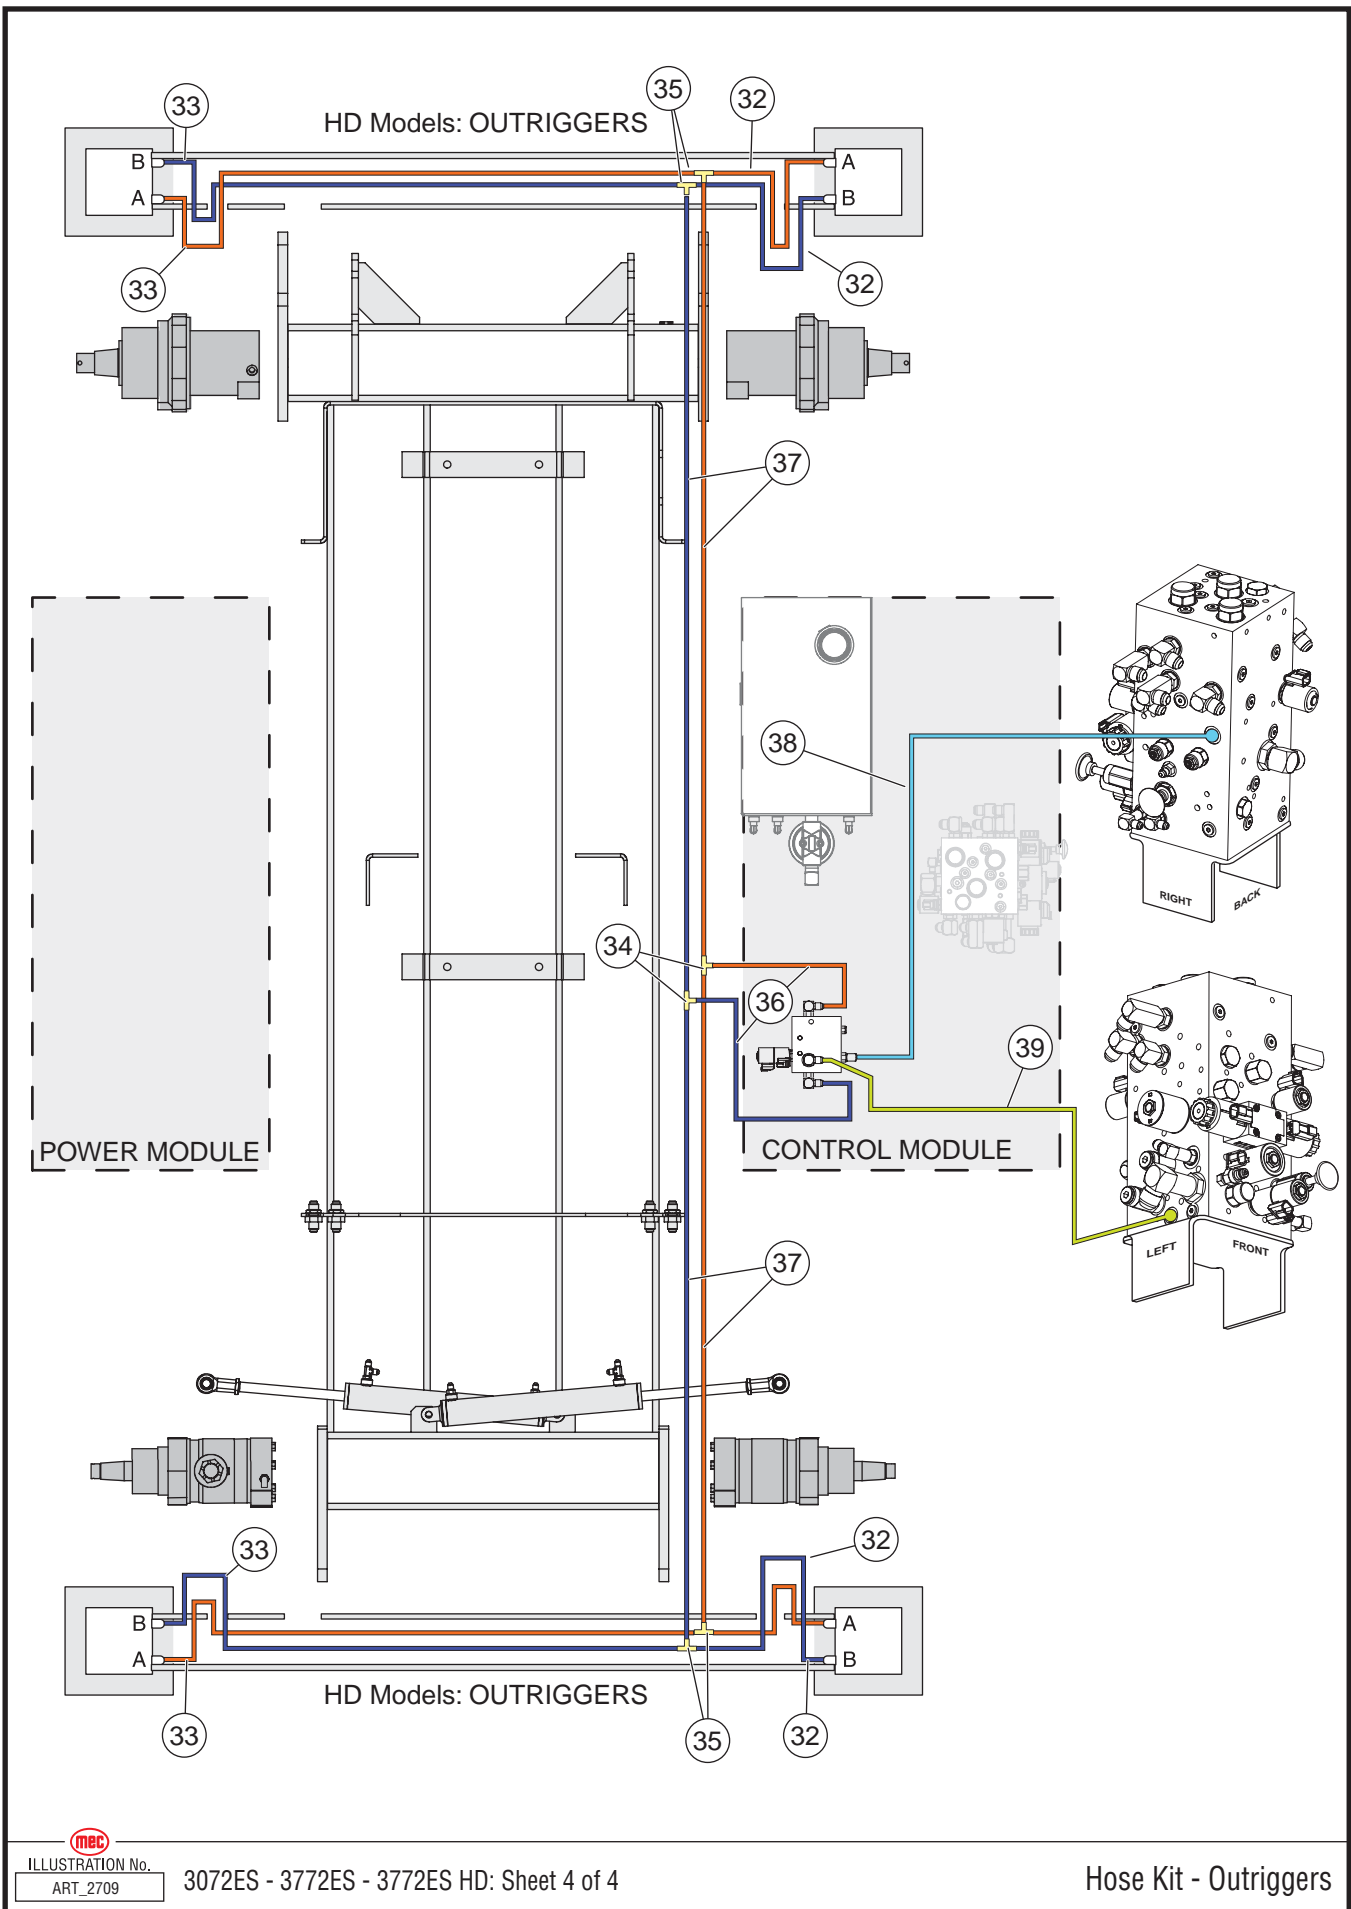 33
35
32
HD Models: OUTRIGGERS
B
A
A
B
33
32
37
38
RIGHT
BACK
34
36
39
POWER MODULE
CONTROL MODULE
LEFT
FRONT
37
33
32
B
A
A
B
HD Models: OUTRIGGERS
33
35
32
mec
ILLUSTRATION No.
ART_2709
3072ES - 3772ES - 3772ES HD: Sheet 4 of 4
Hose Kit - Outriggers